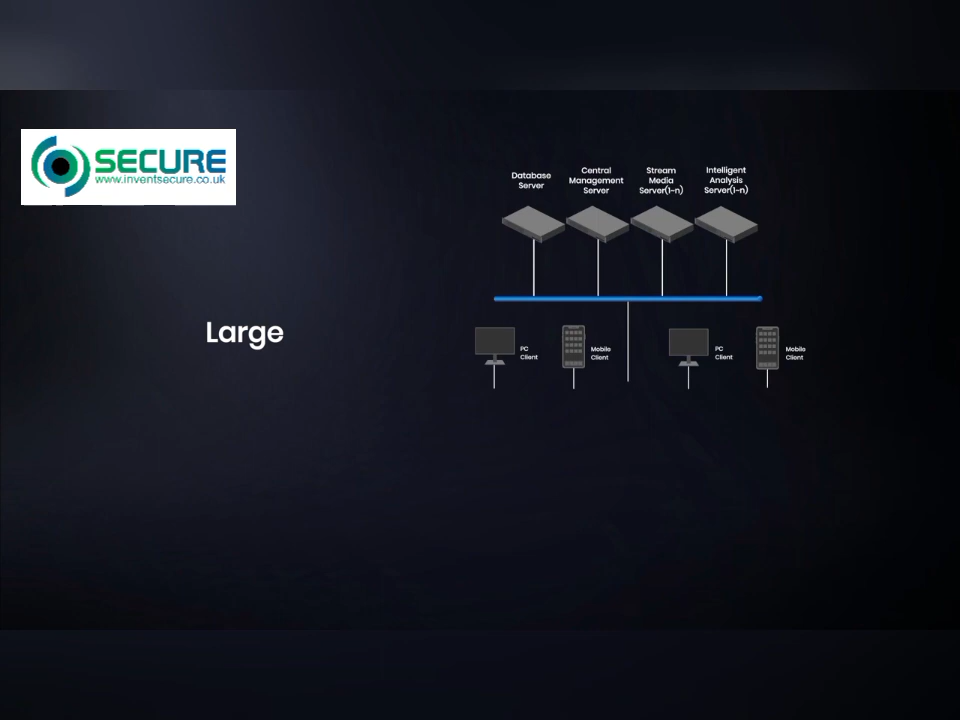 SECURE
www.inventsecure.co.uk
Database
Server
Central
Management
Server
Stream
Media
Server(1-n)
Intelligent
Analysis
Server(1-n)
Large
PC
Client
Mobile
Client
PC
Client
Mobile
Client